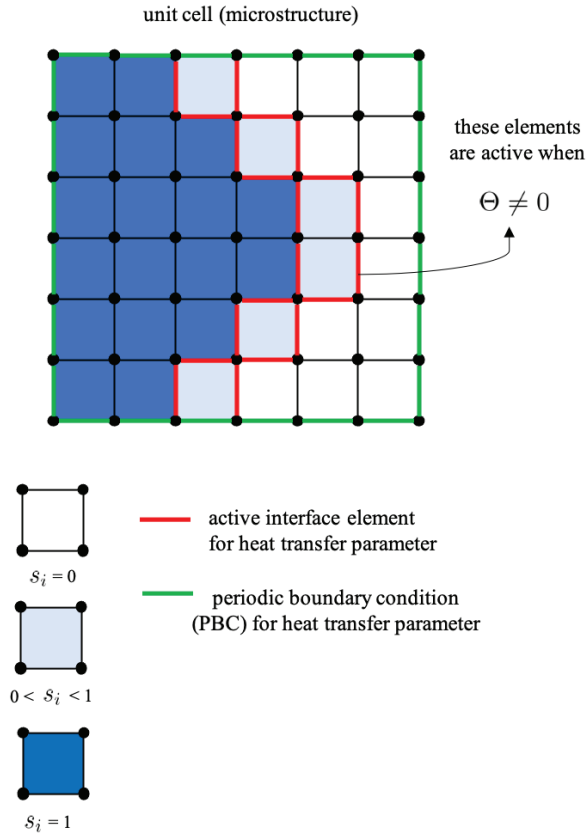 unit cell (microstructure)
these elements
are active when
Θ ≠ 0
active interface element
for heat transfer parameter
s_i = 0
periodic boundary condition
(PBC) for heat transfer parameter
0 < s_i < 1
s_i = 1